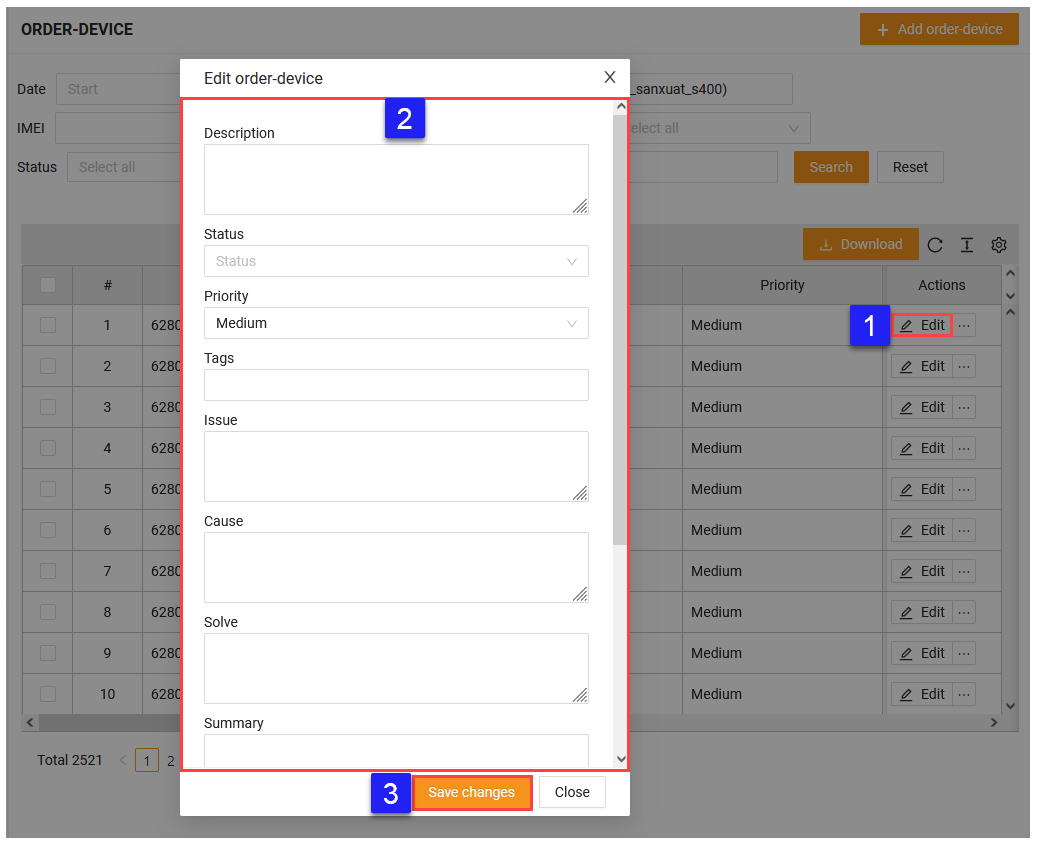 ORDER-DEVICE
Add order-device
Edit order-device
Date Start _sanxuat_s400)
2
IMEI elect all
Description
Status Select all Search Reset
Status
Status
Download
Priority
Medium
# Priority Actions
1 6280 Medium 1 Edit ...
2 6280 Medium Edit ...
3 6280 Medium Edit ...
4 6280 Medium Edit ...
5 6280 Medium Edit ...
6 6280 Medium Edit ...
7 6280 Medium Edit ...
8 6280 Medium Edit ...
9 6280 Medium Edit ...
10 6280 Medium Edit ...
Tags
Issue
Cause
Solve
Summary
Total 2521 < 1 2
3 Save changes Close